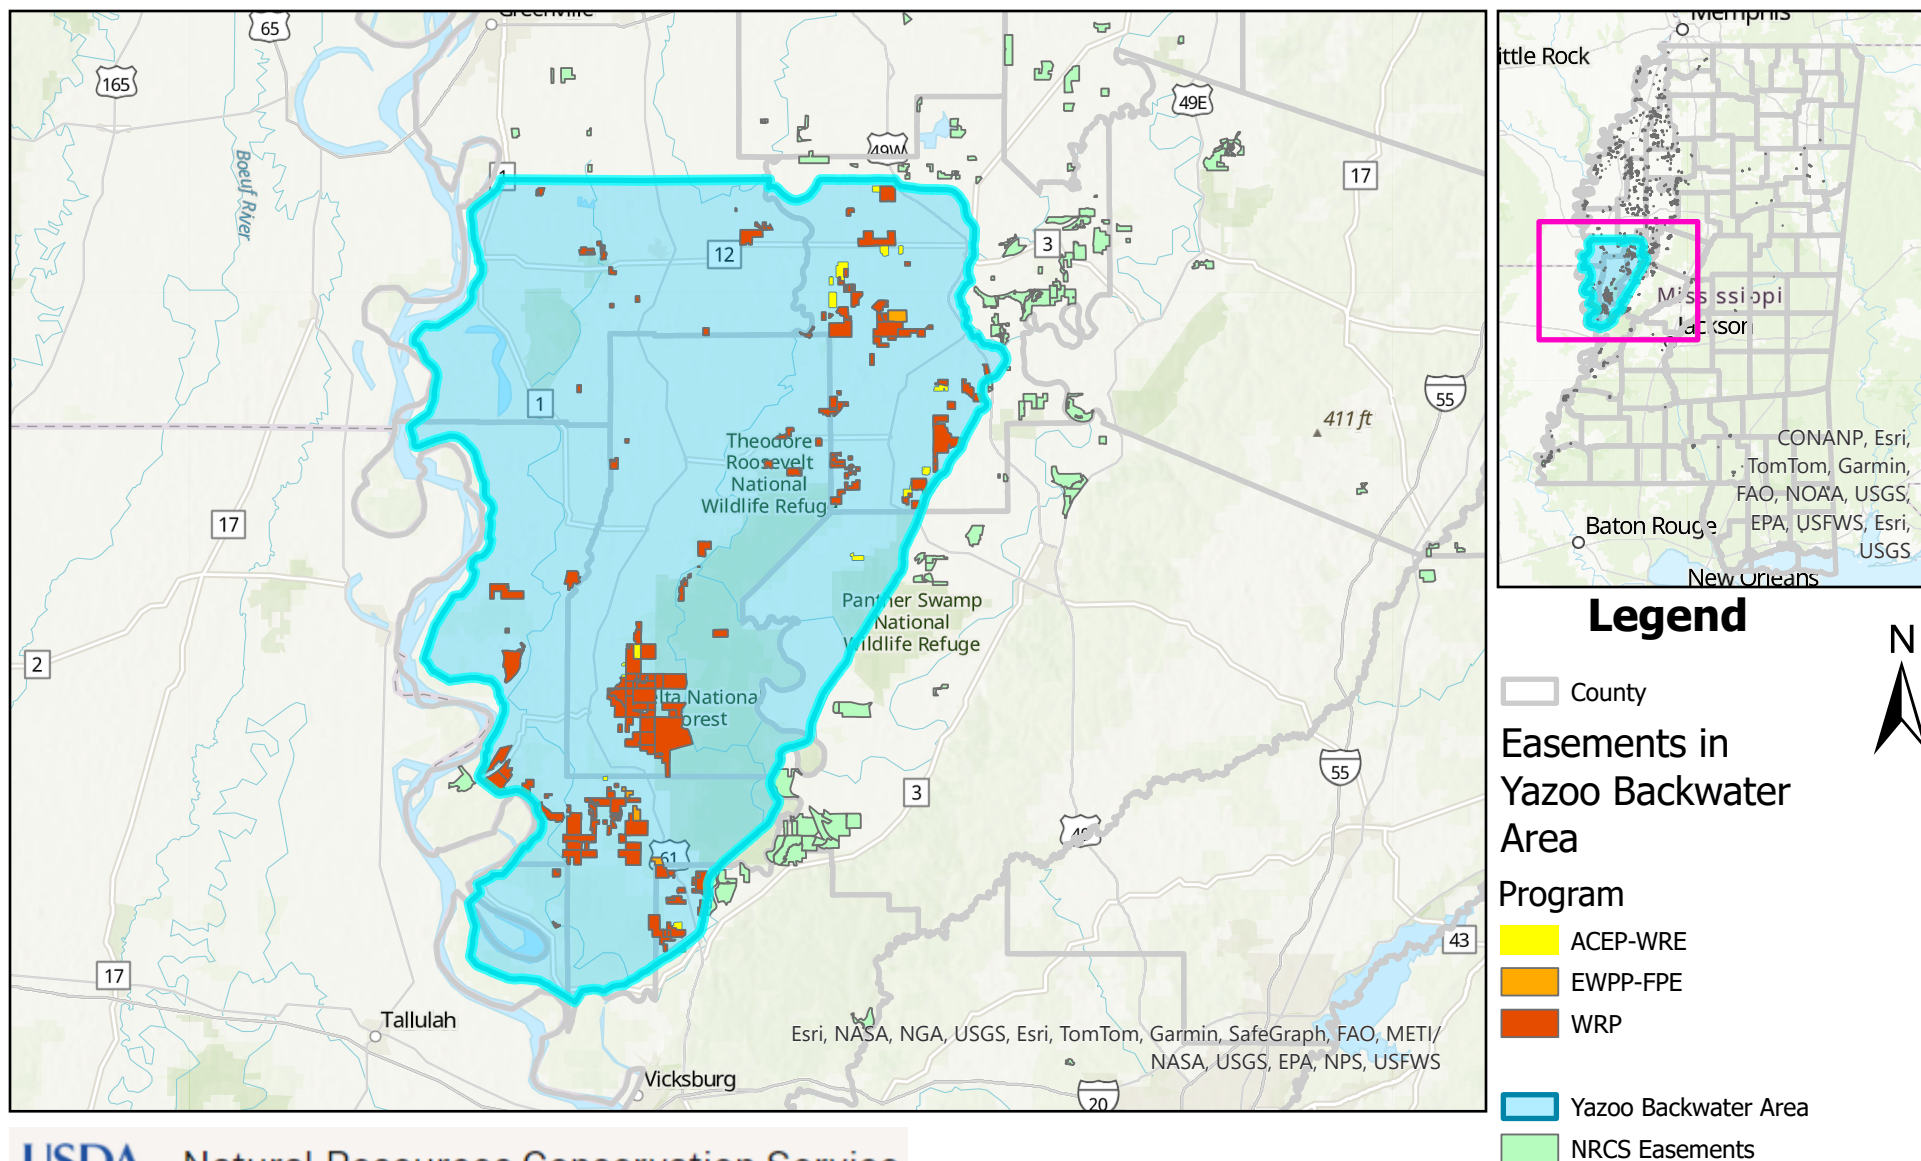 Greenville
65
165
49E
49W
1
17
Boeuf River
12
3
1
55
411 ft
Theodore
Roosevelt
National
Wildlife Refug
17
Panther Swamp
National
Wildlife Refuge
2
Delta National
Forest
55
3
49
61
43
17
Tallulah
Esri, NASA, NGA, USGS, Esri, TomTom, Garmin, SafeGraph, FAO, METI/
NASA, USGS, EPA, NPS, USFWS
Vicksburg
20
Memphis
ittle Rock
Mississippi
Jackson
CONANP, Esri,
TomTom, Garmin,
FAO, NOAA, USGS,
EPA, USFWS, Esri,
USGS
Baton Rouge
New Orleans
Legend
N
County
Easements in
Yazoo Backwater
Area
Program
ACEP-WRE
EWPP-FPE
WRP
Yazoo Backwater Area
NRCS Easements
USDA Natural Resources Conservation Service